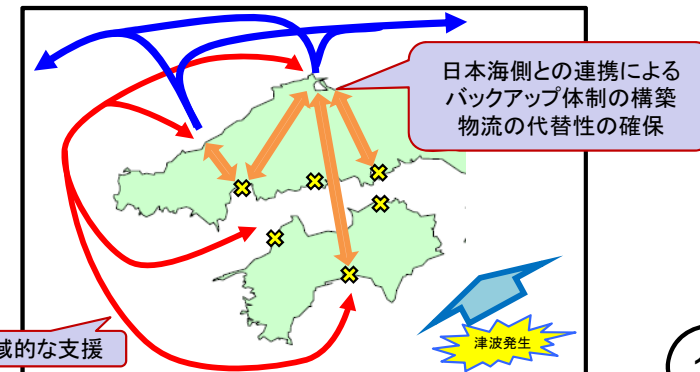 日本海側との連携による
バックアップ体制の構築
物流の代替性の確保
域的な支援
津波発生